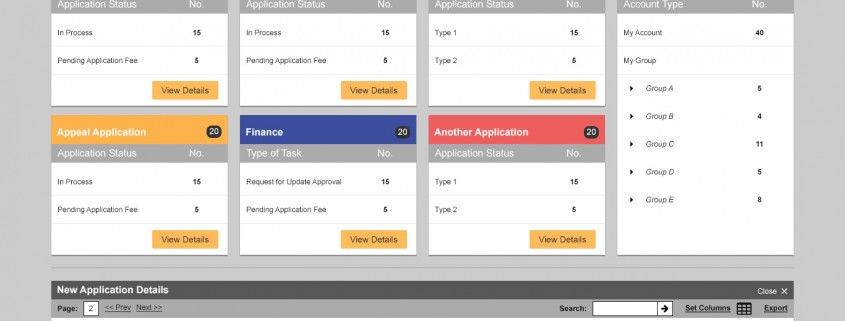 Application Status No.
In Process 15
Pending Application Fee 5
View Details
Application Status No.
In Process 15
Pending Application Fee 5
View Details
Application Status No.
Type 1 15
Type 2 5
View Details
Account Type No.
My Account 40
My Group
Group A 5
Group B 4
Group C 11
Group D 5
Group E 8
Appeal Application 20
Application Status No.
In Process 15
Pending Application Fee 5
View Details
Finance 20
Type of Task No.
Request for Update Approval 15
Pending Application Fee 5
View Details
Another Application 20
Application Status No.
Type 1 15
Type 2 5
View Details
New Application Details Close X
Page: 2 << Prev Next >> Search: Set Columns Export